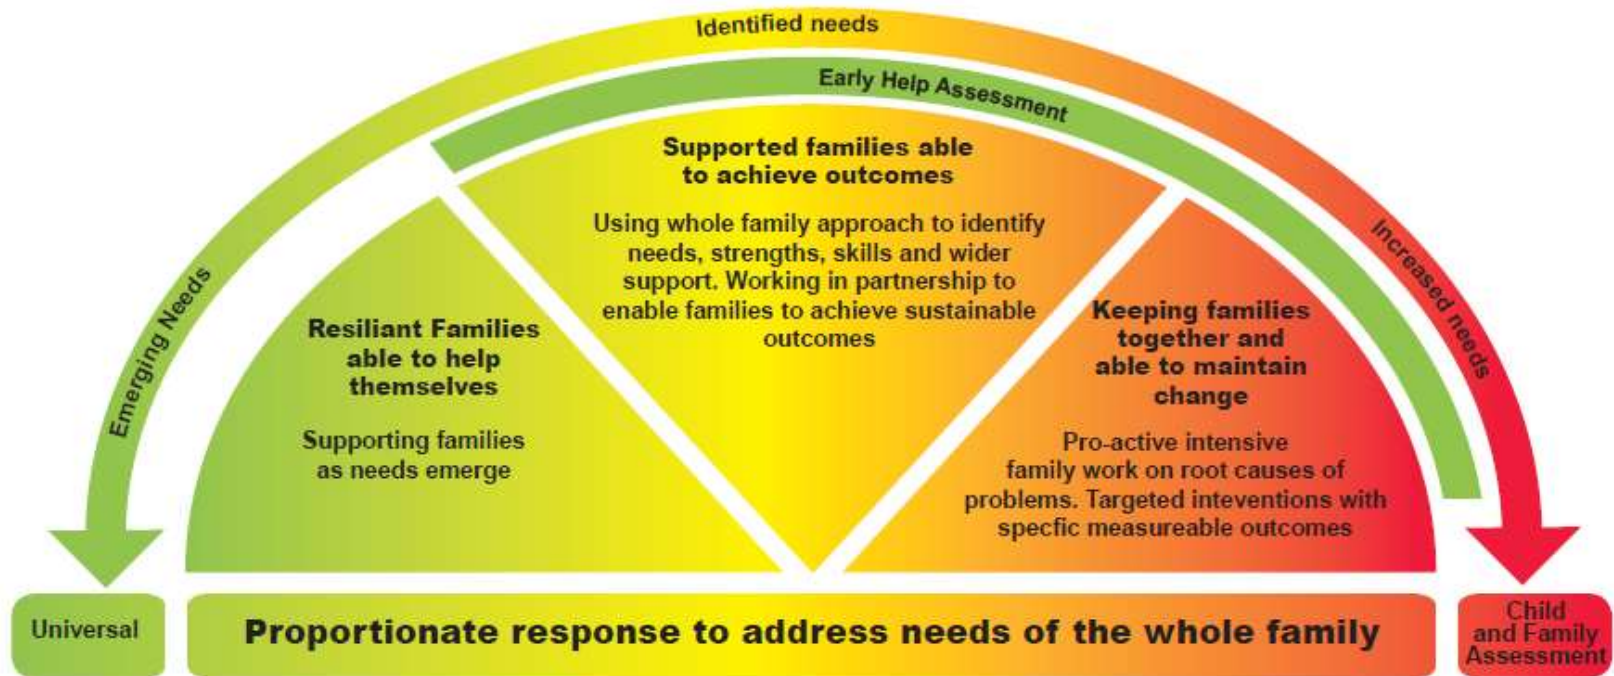 Identified needs
Early Help Assessment
Supported families able
to achieve outcomes
Using whole family approach to identify
needs, strengths, skills and wider
support. Working in partnership to
enable families to achieve sustainable
outcomes
Increased needs
Emerging Needs
Resiliant Families
able to help
themselves
Supporting families
as needs emerge
Keeping families
together and
able to maintain
change
Pro-active intensive
family work on root causes of
problems. Targeted inteventions with
specfic measureable outcomes
Universal
Proportionate response to address needs of the whole family
Child
and Family
Assessment